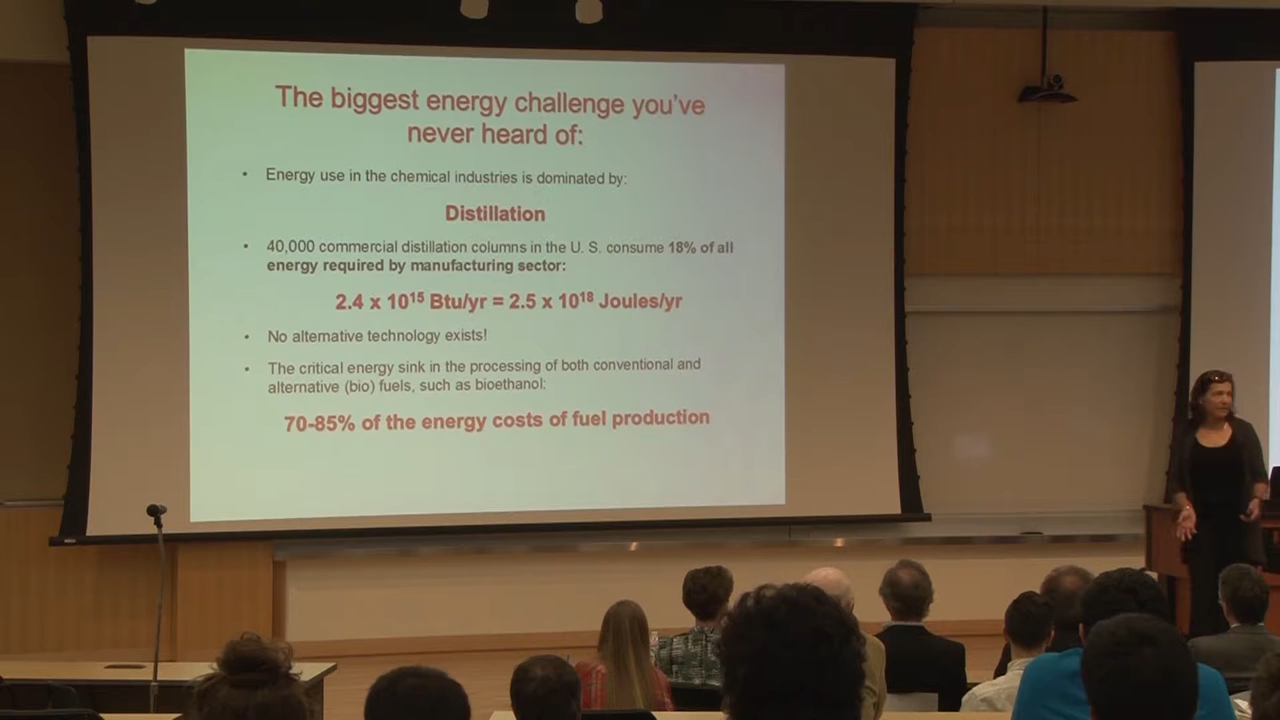 The biggest energy challenge you've
never heard of:
• Energy use in the chemical industries is dominated by:
Distillation
• 40,000 commercial distillation columns in the U. S. consume 18% of all
energy required by manufacturing sector:
2.4 x 10¹⁵ Btu/yr = 2.5 x 10¹⁸ Joules/yr
• No alternative technology exists!
• The critical energy sink in the processing of both conventional and
alternative (bio) fuels, such as bioethanol:
70-85% of the energy costs of fuel production